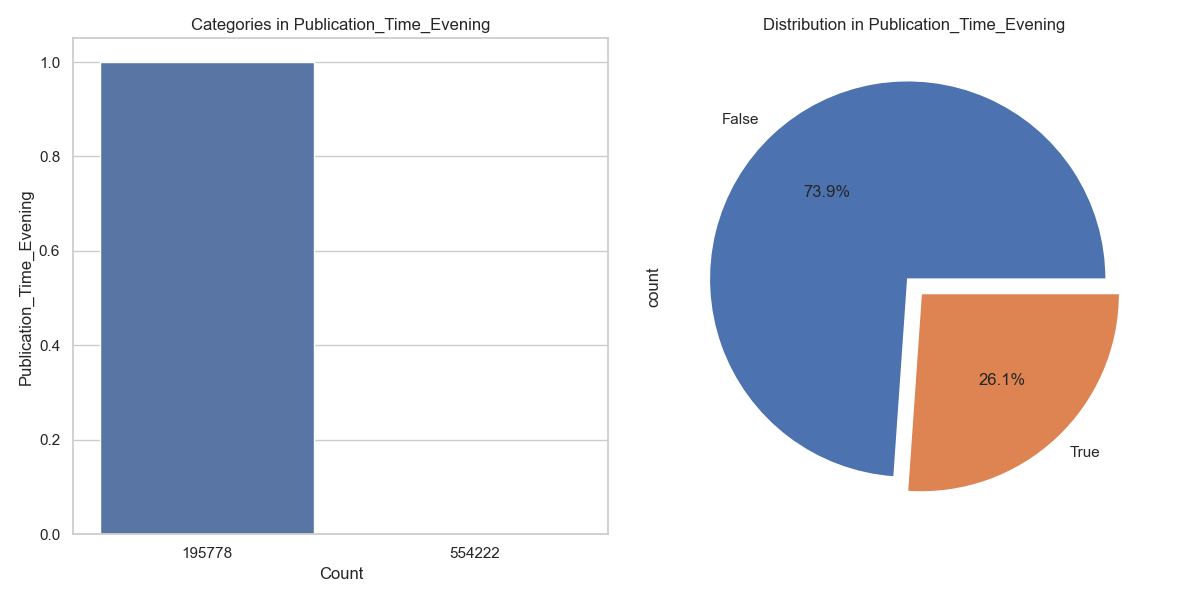 Categories in Publication_Time_Evening
Publication_Time_Evening
1.0
0.8
0.6
0.4
0.2
0.0
195778
554222
Count
Distribution in Publication_Time_Evening
count
False
73.9%
26.1%
True